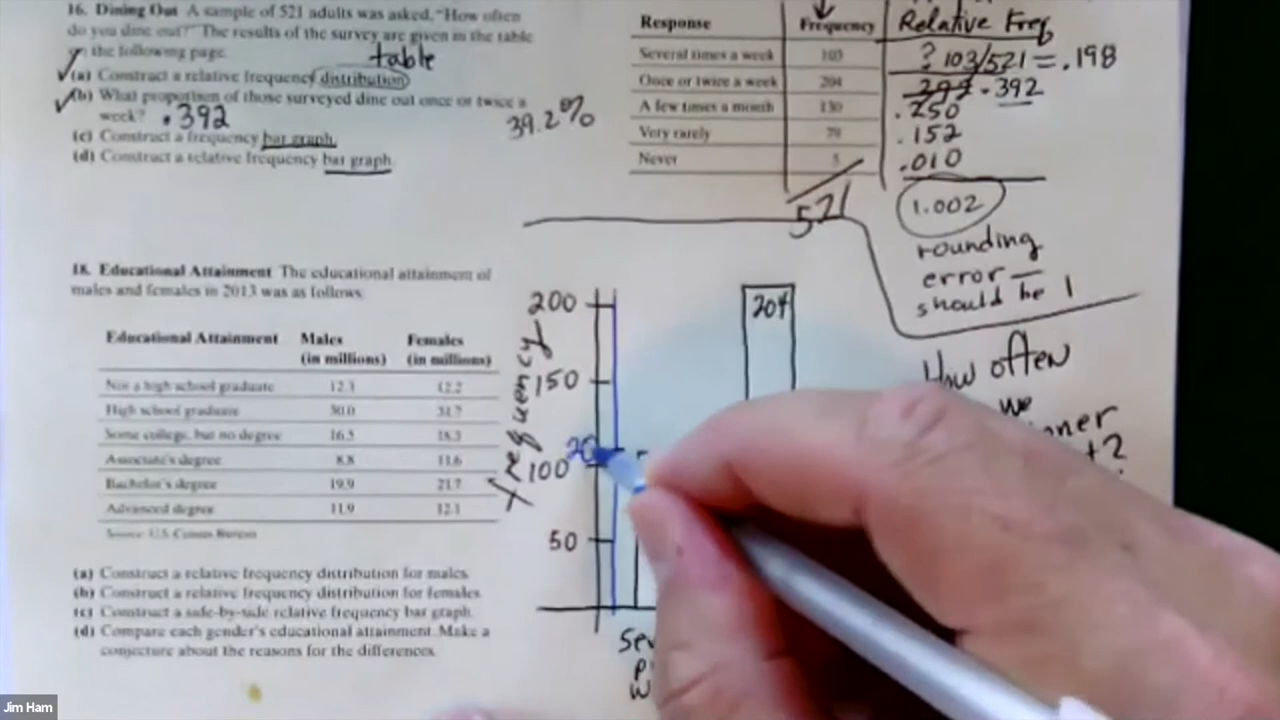 16. Dining Out A sample of 521 adults was asked, "How often
do you dine out?" The results of the survey are given in the table
on the following page.
table
(a) Construct a relative frequency distribution
(b) What proportion of those surveyed dine out once or twice a
week? .392
39.2%
(c) Construct a frequency bar graph.
(d) Construct a relative frequency bar graph.
Response Frequency Relative Freq
Several times a week 103 ? 103/521 = .198
Once or twice a week 204 .392
A few times a month 130 .250
Very rarely 79 .152
Never 5 .010
521
1.002
rounding
error —
should be 1
18. Educational Attainment The educational attainment of
males and females in 2013 was as follows.
Educational Attainment Males (in millions) Females (in millions)
Not a high school graduate 12.3 12.2
High school graduate 30.0 31.7
Some college, but no degree 16.5 18.3
Associate's degree 8.8 11.6
Bachelor's degree 19.9 21.7
Advanced degree 11.9 12.1
Source: U.S. Census Bureau
(a) Construct a relative frequency distribution for males.
(b) Construct a relative frequency distribution for females.
(c) Construct a side-by-side relative frequency bar graph.
(d) Compare each gender's educational attainment. Make a
conjecture about the reasons for the differences.
frequency
200
150
20
100
50
204
How often
we
Jim Ham